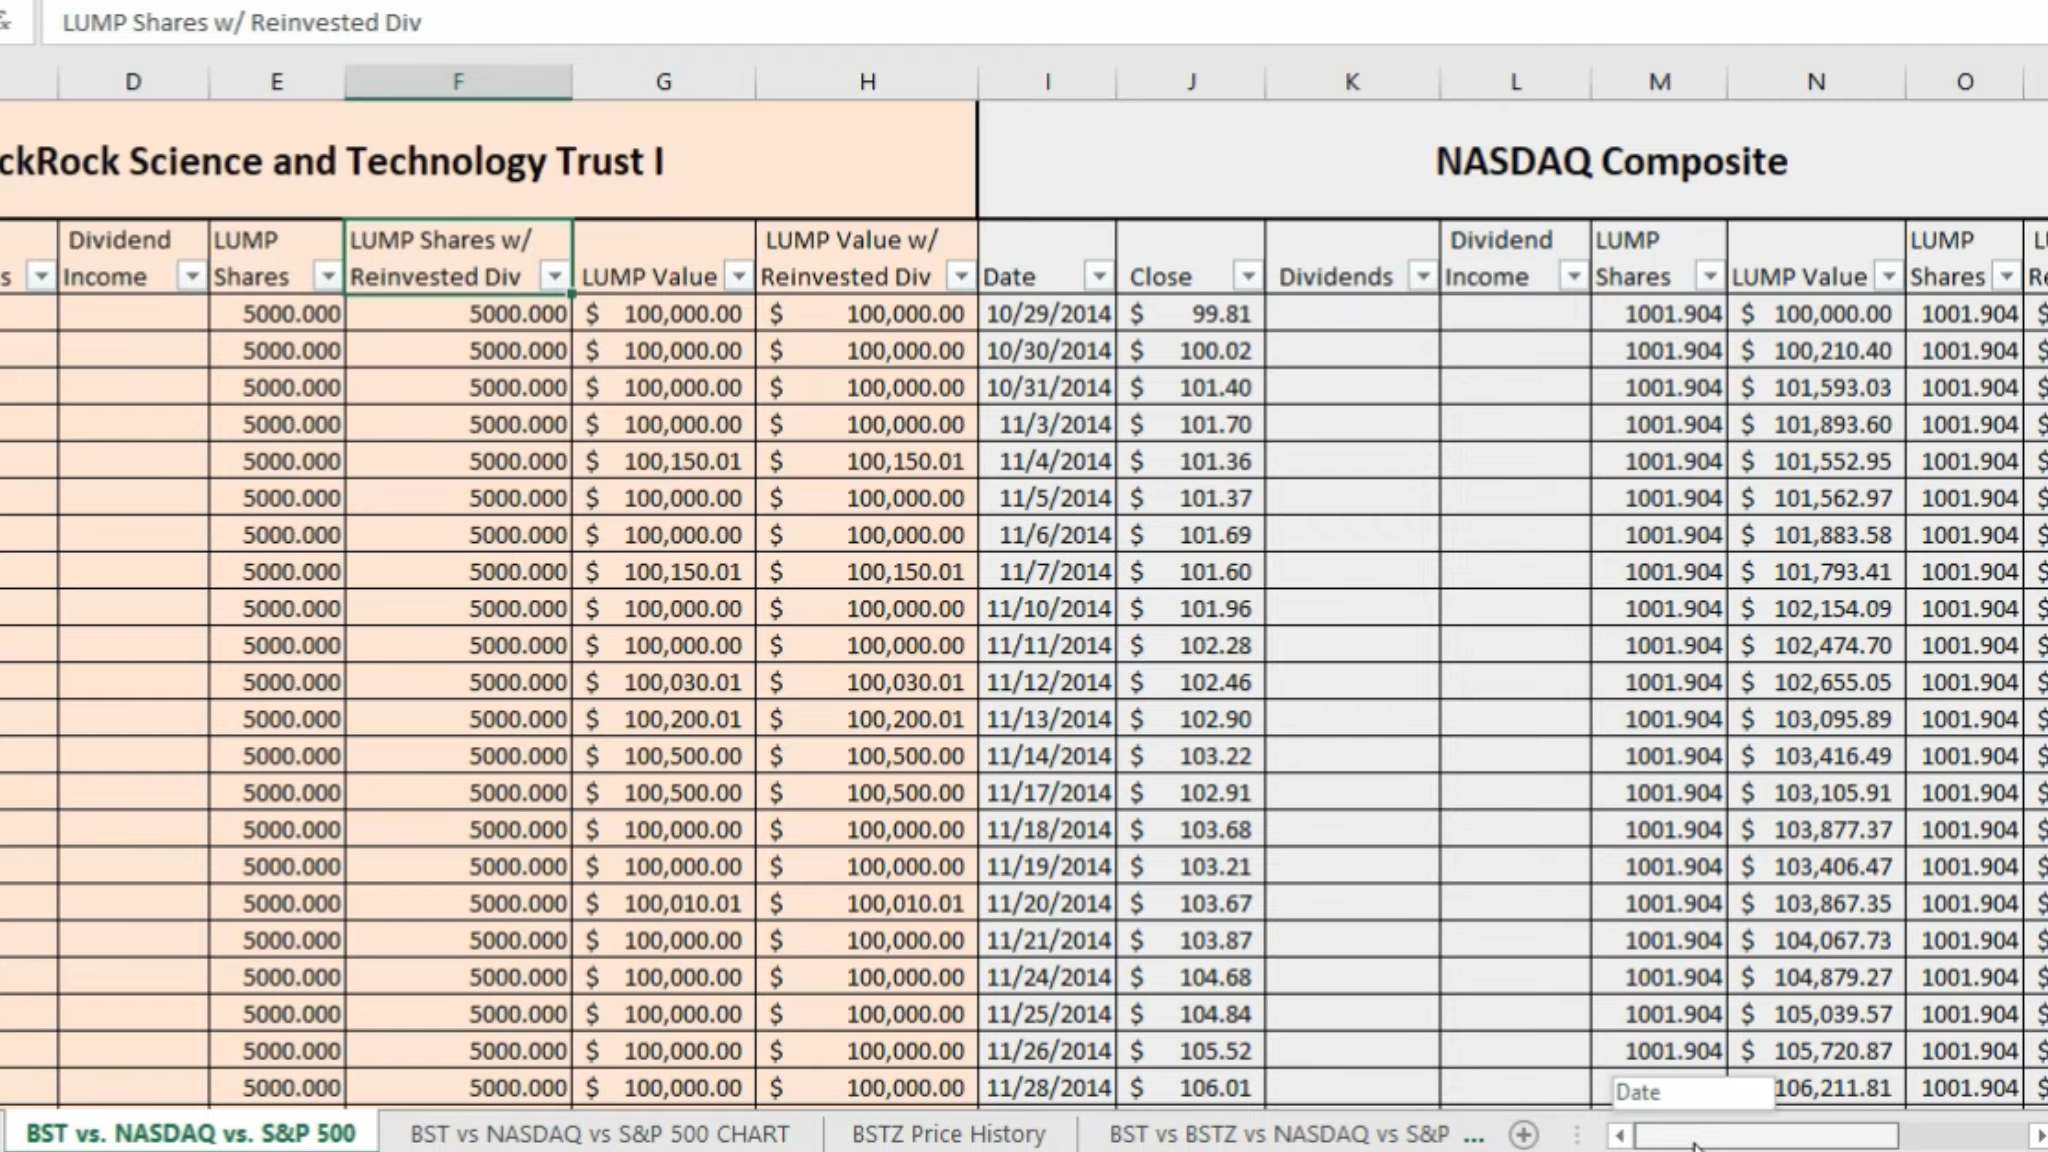 LUMP Shares w/ Reinvested Div
D E F G H I J K L M N O
ckRock Science and Technology Trust I NASDAQ Composite
Dividend LUMP LUMP Shares w/ LUMP Value w/ Dividend LUMP LUMP
s Income Shares Reinvested Div LUMP Value Reinvested Div Date Close Dividends Income Shares LUMP Value Shares
5000.000 5000.000 $ 100,000.00 $ 100,000.00 10/29/2014 $ 99.81 1001.904 $ 100,000.00 1001.904 $
5000.000 5000.000 $ 100,000.00 $ 100,000.00 10/30/2014 $ 100.02 1001.904 $ 100,210.40 1001.904 $
5000.000 5000.000 $ 100,000.00 $ 100,000.00 10/31/2014 $ 101.40 1001.904 $ 101,593.03 1001.904 $
5000.000 5000.000 $ 100,000.00 $ 100,000.00 11/3/2014 $ 101.70 1001.904 $ 101,893.60 1001.904 $
5000.000 5000.000 $ 100,150.01 $ 100,150.01 11/4/2014 $ 101.36 1001.904 $ 101,552.95 1001.904 $
5000.000 5000.000 $ 100,000.00 $ 100,000.00 11/5/2014 $ 101.37 1001.904 $ 101,562.97 1001.904 $
5000.000 5000.000 $ 100,000.00 $ 100,000.00 11/6/2014 $ 101.69 1001.904 $ 101,883.58 1001.904 $
5000.000 5000.000 $ 100,150.01 $ 100,150.01 11/7/2014 $ 101.60 1001.904 $ 101,793.41 1001.904 $
5000.000 5000.000 $ 100,000.00 $ 100,000.00 11/10/2014 $ 101.96 1001.904 $ 102,154.09 1001.904 $
5000.000 5000.000 $ 100,000.00 $ 100,000.00 11/11/2014 $ 102.28 1001.904 $ 102,474.70 1001.904 $
5000.000 5000.000 $ 100,030.01 $ 100,030.01 11/12/2014 $ 102.46 1001.904 $ 102,655.05 1001.904 $
5000.000 5000.000 $ 100,200.01 $ 100,200.01 11/13/2014 $ 102.90 1001.904 $ 103,095.89 1001.904 $
5000.000 5000.000 $ 100,500.00 $ 100,500.00 11/14/2014 $ 103.22 1001.904 $ 103,416.49 1001.904 $
5000.000 5000.000 $ 100,500.00 $ 100,500.00 11/17/2014 $ 102.91 1001.904 $ 103,105.91 1001.904 $
5000.000 5000.000 $ 100,000.00 $ 100,000.00 11/18/2014 $ 103.68 1001.904 $ 103,877.37 1001.904 $
5000.000 5000.000 $ 100,000.00 $ 100,000.00 11/19/2014 $ 103.21 1001.904 $ 103,406.47 1001.904 $
5000.000 5000.000 $ 100,010.01 $ 100,010.01 11/20/2014 $ 103.67 1001.904 $ 103,867.35 1001.904 $
5000.000 5000.000 $ 100,000.00 $ 100,000.00 11/21/2014 $ 103.87 1001.904 $ 104,067.73 1001.904 $
5000.000 5000.000 $ 100,000.00 $ 100,000.00 11/24/2014 $ 104.68 1001.904 $ 104,879.27 1001.904 $
5000.000 5000.000 $ 100,000.00 $ 100,000.00 11/25/2014 $ 104.84 1001.904 $ 105,039.57 1001.904 $
5000.000 5000.000 $ 100,000.00 $ 100,000.00 11/26/2014 $ 105.52 1001.904 $ 105,720.87 1001.904 $
5000.000 5000.000 $ 100,000.00 $ 100,000.00 11/28/2014 $ 106.01 Date 106,211.81 1001.904 $
BST vs. NASDAQ vs. S&P 500 BST vs NASDAQ vs S&P 500 CHART BSTZ Price History BST vs BSTZ vs NASDAQ vs S&P ...